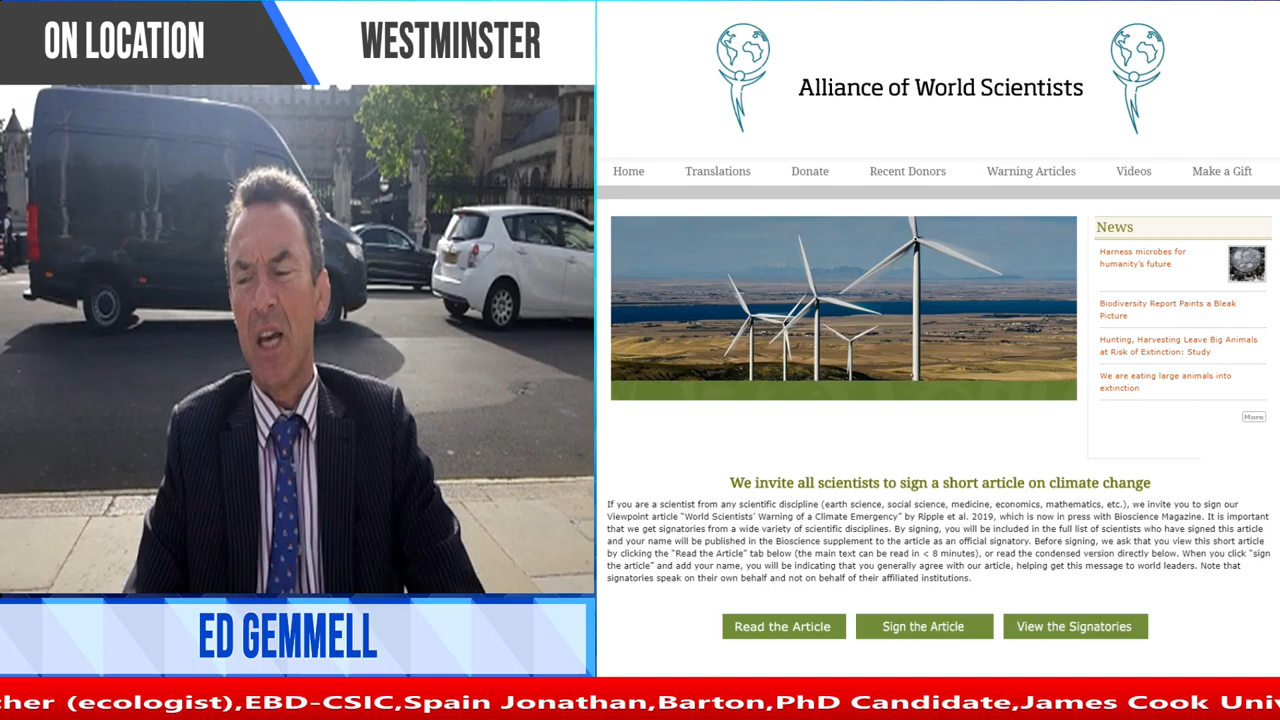 ON LOCATION
WESTMINSTER
ED GEMMELL
Alliance of World Scientists
Home Translations Donate Recent Donors Warning Articles Videos Make a Gift
News
Harness microbes for
humanity's future
Biodiversity Report Paints a Bleak
Picture
Hunting, Harvesting Leave Big Animals
at Risk of Extinction: Study
We are eating large animals into
extinction
More
We invite all scientists to sign a short article on climate change
If you are a scientist from any scientific discipline (earth science, social science, medicine, economics, mathematics, etc.), we invite you to sign our
Viewpoint article "World Scientists' Warning of a Climate Emergency" by Ripple et al. 2019, which is now in press with Bioscience Magazine. It is important
that we get signatories from a wide variety of scientific disciplines. By signing, you will be included in the full list of scientists who have signed this article
and your name will be published in the Bioscience supplement to the article as an official signatory. Before signing, we ask that you view this short article
by clicking the "Read the Article" tab below (the main text can be read in < 8 minutes), or read the condensed version directly below. When you click "sign
the article" and add your name, you will be indicating that you generally agree with our article, helping get this message to world leaders. Note that
signatories speak on their own behalf and not on behalf of their affiliated institutions.
Read the Article
Sign the Article
View the Signatories
cher (ecologist),EBD-CSIC,Spain Jonathan,Barton,PhD Candidate,James Cook Uni